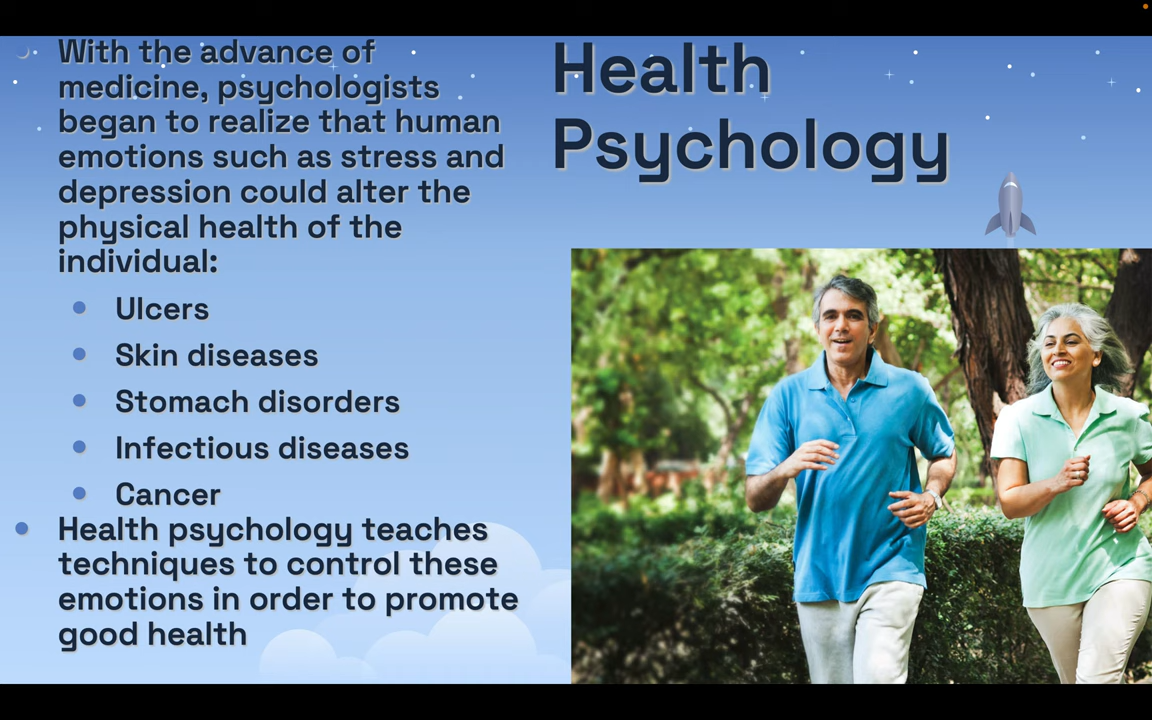 Health
Psychology
With the advance of
medicine, psychologists
began to realize that human
emotions such as stress and
depression could alter the
physical health of the
individual:
Ulcers
Skin diseases
Stomach disorders
Infectious diseases
Cancer
Health psychology teaches
techniques to control these
emotions in order to promote
good health